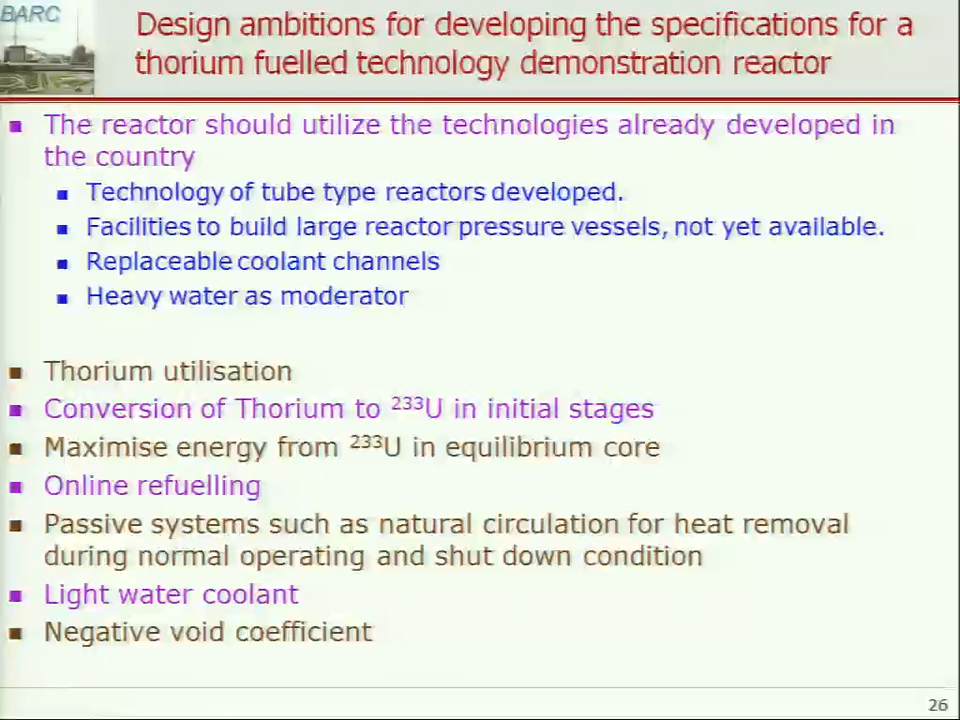 BARC
Design ambitions for developing the specifications for a
thorium fuelled technology demonstration reactor
The reactor should utilize the technologies already developed in
the country
Technology of tube type reactors developed.
Facilities to build large reactor pressure vessels, not yet available.
Replaceable coolant channels
Heavy water as moderator
Thorium utilisation
Conversion of Thorium to ²³³U in initial stages
Maximise energy from ²³³U in equilibrium core
Online refuelling
Passive systems such as natural circulation for heat removal
during normal operating and shut down condition
Light water coolant
Negative void coefficient
26